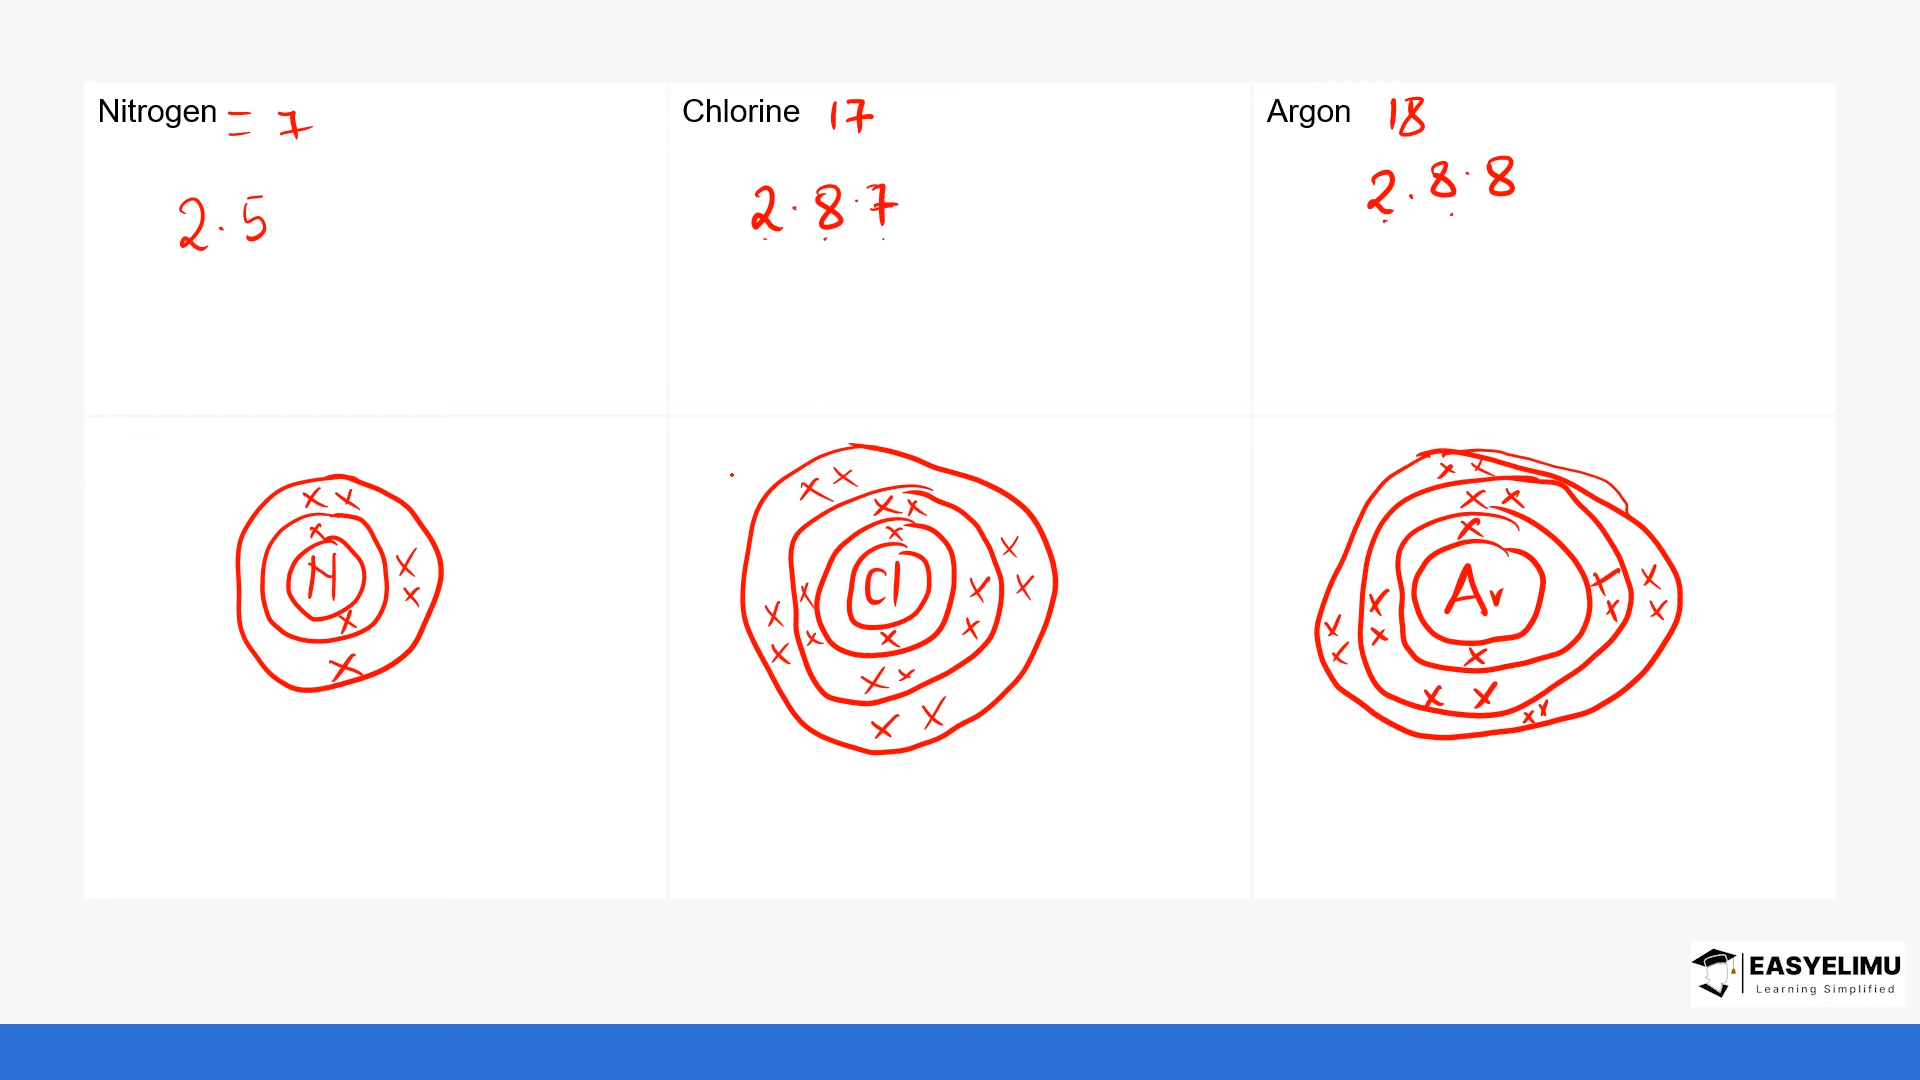 Nitrogen = 7
2.5
Chlorine 17
2.8.7
Argon 18
2.8.8
N
Cl
Ar
EASYELIMU
Learning Simplified